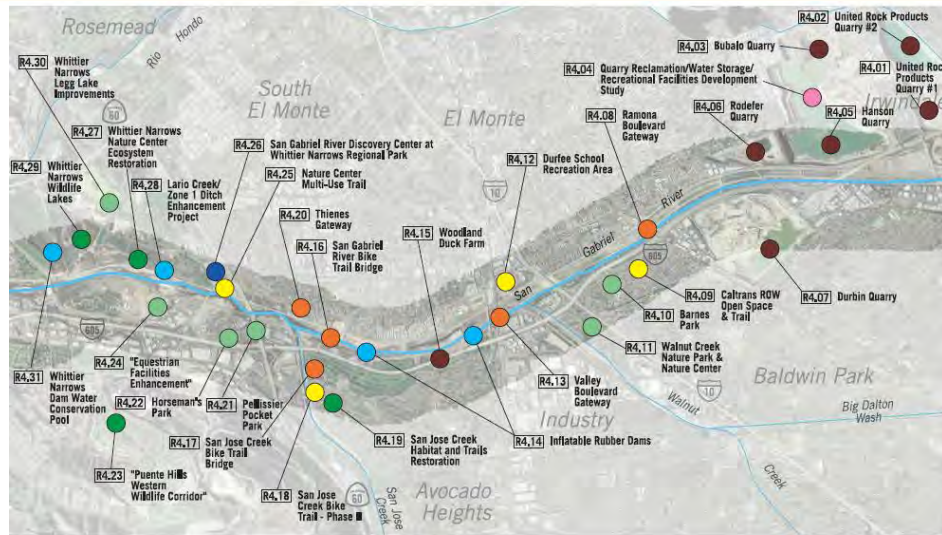 Rosemead
Rio Hondo
60
South
El Monte
El Monte
10
R4.30 Whittier
Narrows
Legg Lake
Improvements
R4.27 Whittier Narrows
Nature Center
Ecosystem
Restoration
R4.29 Whittier
Narrows
Wildlife
Lakes
R4.28 Lario Creek/
Zone 1 Ditch
Enhancement
Project
R4.26 San Gabriel River Discovery Center at
Whittier Narrows Regional Park
R4.25 Nature Center
Multi-Use Trail
R4.20 Thienes
Gateway
R4.16 San Gabriel
River Bike
Trail Bridge
R4.15 Woodland
Duck Farm
R4.12 Durfee School
Recreation Area
R4.08 Ramona
Boulevard
Gateway
R4.03 Bubalo Quarry
R4.02 United Rock Products
Quarry #2
R4.04 Quarry Reclamation/Water Storage/
Recreational Facilities Development
Study
R4.01 United Rock
Products
Quarry #1
R4.06 Rodefer
Quarry
R4.05 Hanson
Quarry
San Gabriel River
605
R4.07 Durbin Quarry
R4.09 Caltrans ROW
Open Space
& Trail
R4.10 Barnes
Park
R4.11 Walnut Creek
Nature Park &
Nature Center
R4.13 Valley
Boulevard
Gateway
Industry
R4.14 Inflatable Rubber Dams
Baldwin Park
10
Walnut
Creek
Big Dalton
Wash
605
R4.31 Whittier
Narrows
Dam Water
Conservation
Pool
R4.24 "Equestrian
Facilities
Enhancement"
R4.22 Horseman's
Park
R4.21 Pellissier
Pocket
Park
R4.17 San Jose Creek
Bike Trail
Bridge
R4.23 "Puente Hills
Western
Wildlife Corridor"
R4.19 San Jose Creek
Habitat and Trails
Restoration
R4.18 San Jose
Creek Bike
Trail - Phase II
60
San Jose
Creek
Avocado
Heights